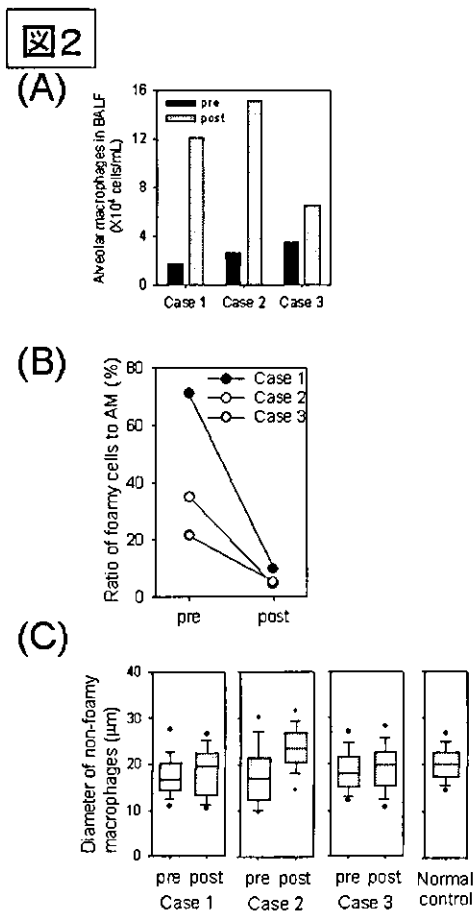 図2
(A)
Alveolar macrophages in BALF
(X10⁴ cells/mL)
16
12
8
4
0
pre
post
Case 1 Case 2 Case 3
(B)
Ratio of foamy cells to AM (%)
80
60
40
20
0
Case 1
Case 2
Case 3
pre post
(C)
Diameter of non-foamy
macrophages (μm)
40
30
20
10
0
pre post pre post pre post Normal
Case 1 Case 2 Case 3 control